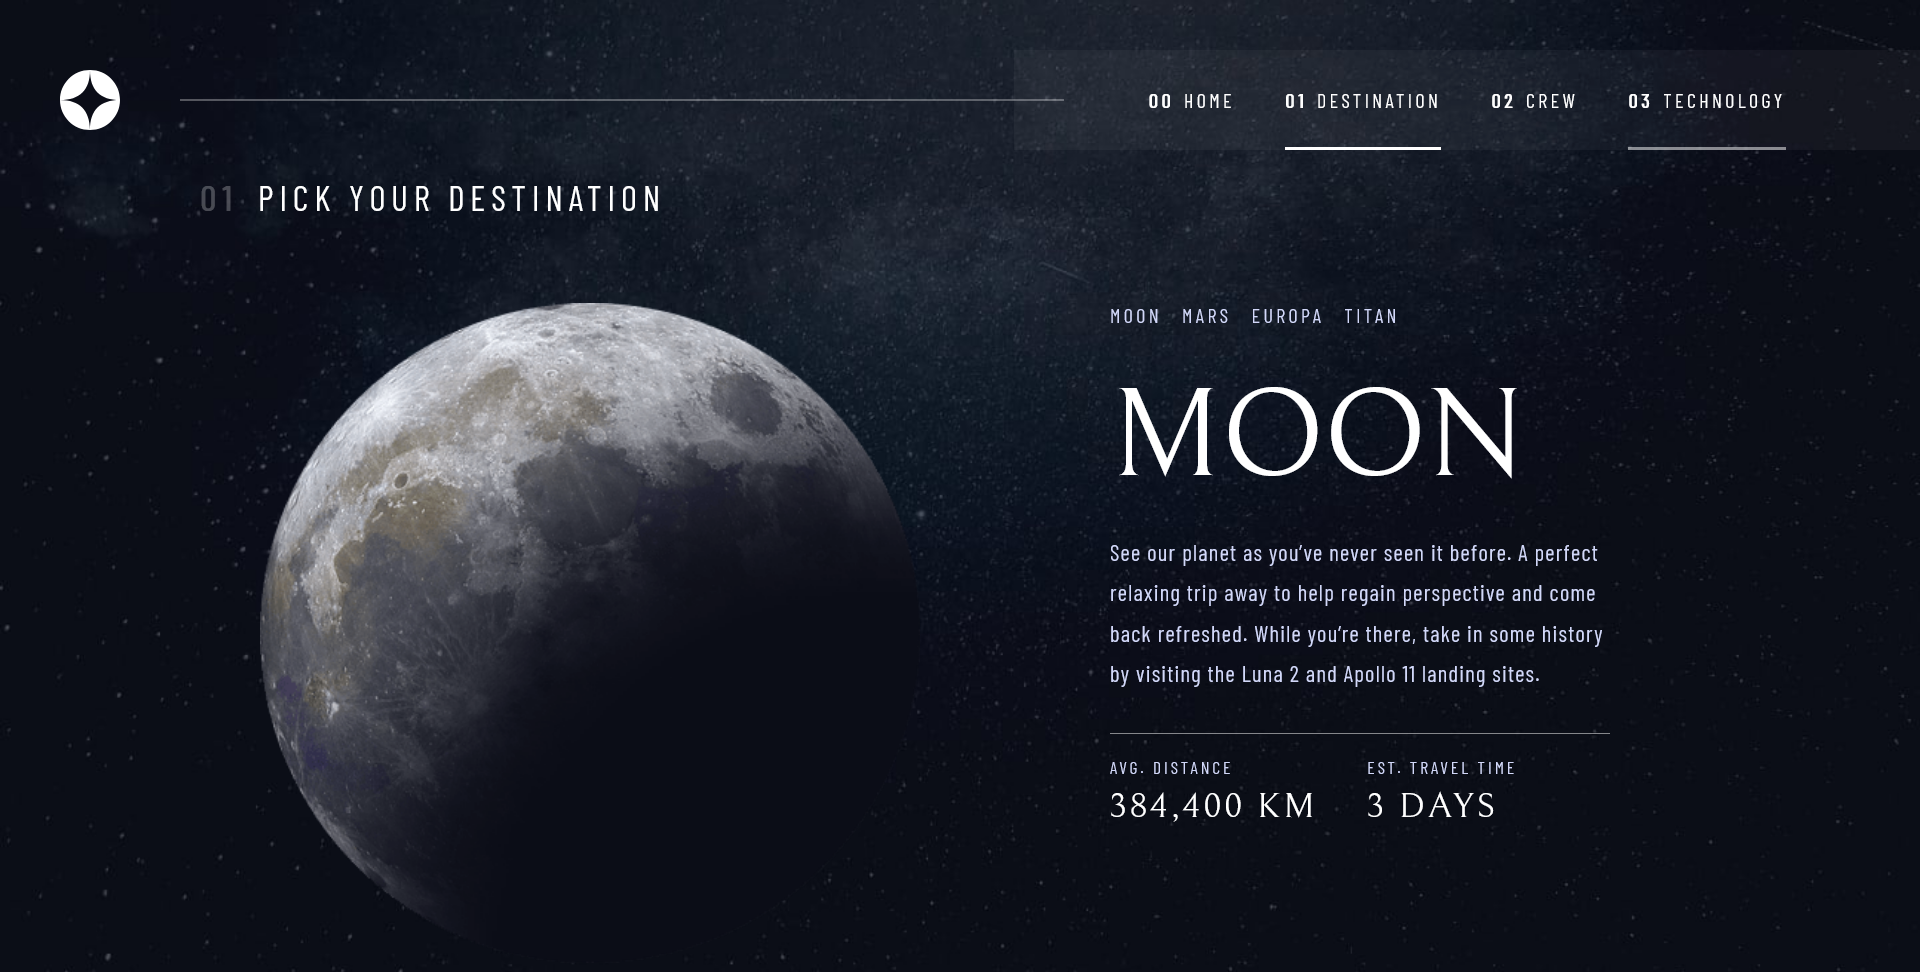 00 HOME 01 DESTINATION 02 CREW 03 TECHNOLOGY
01 PICK YOUR DESTINATION
MOON MARS EUROPA TITAN
MOON
See our planet as you’ve never seen it before. A perfect
relaxing trip away to help regain perspective and come
back refreshed. While you’re there, take in some history
by visiting the Luna 2 and Apollo 11 landing sites.
AVG. DISTANCE EST. TRAVEL TIME
384,400 KM 3 DAYS